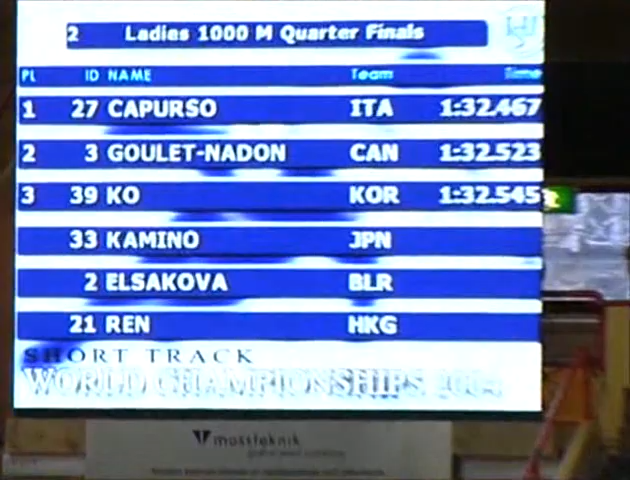 2 Ladies 1000 M Quarter Finals
PL ID NAME Team Time
1 27 CAPURSO ITA 1:32.467
2 3 GOULET-NADON CAN 1:32.523
3 39 KO KOR 1:32.545
33 KAMINO JPN
2 ELSAKOVA BLR
21 REN HKG
SHORT TRACK
WORLD CHAMPIONSHIPS